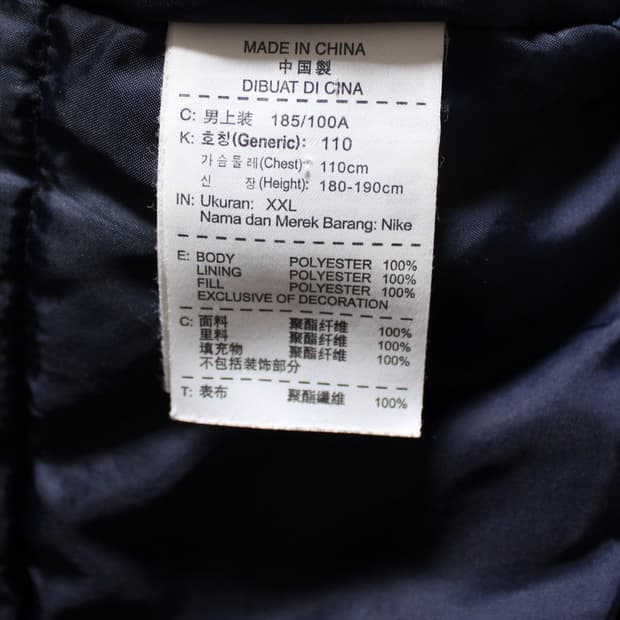 MADE IN CHINA
中国製
DIBUAT DI CINA
C: 男上装 185/100A
K: 호칭(Generic): 110
가슴둘레(Chest) : 110cm
신 장(Height): 180-190cm
IN: Ukuran: XXL
Nama dan Merek Barang: Nike
E: BODY POLYESTER 100%
LINING POLYESTER 100%
FILL POLYESTER 100%
EXCLUSIVE OF DECORATION
C: 面料 聚酯纤维 100%
里料 聚酯纤维 100%
填充物 聚酯纤维 100%
不包括装饰部分
T: 表布 聚酯纖維 100%